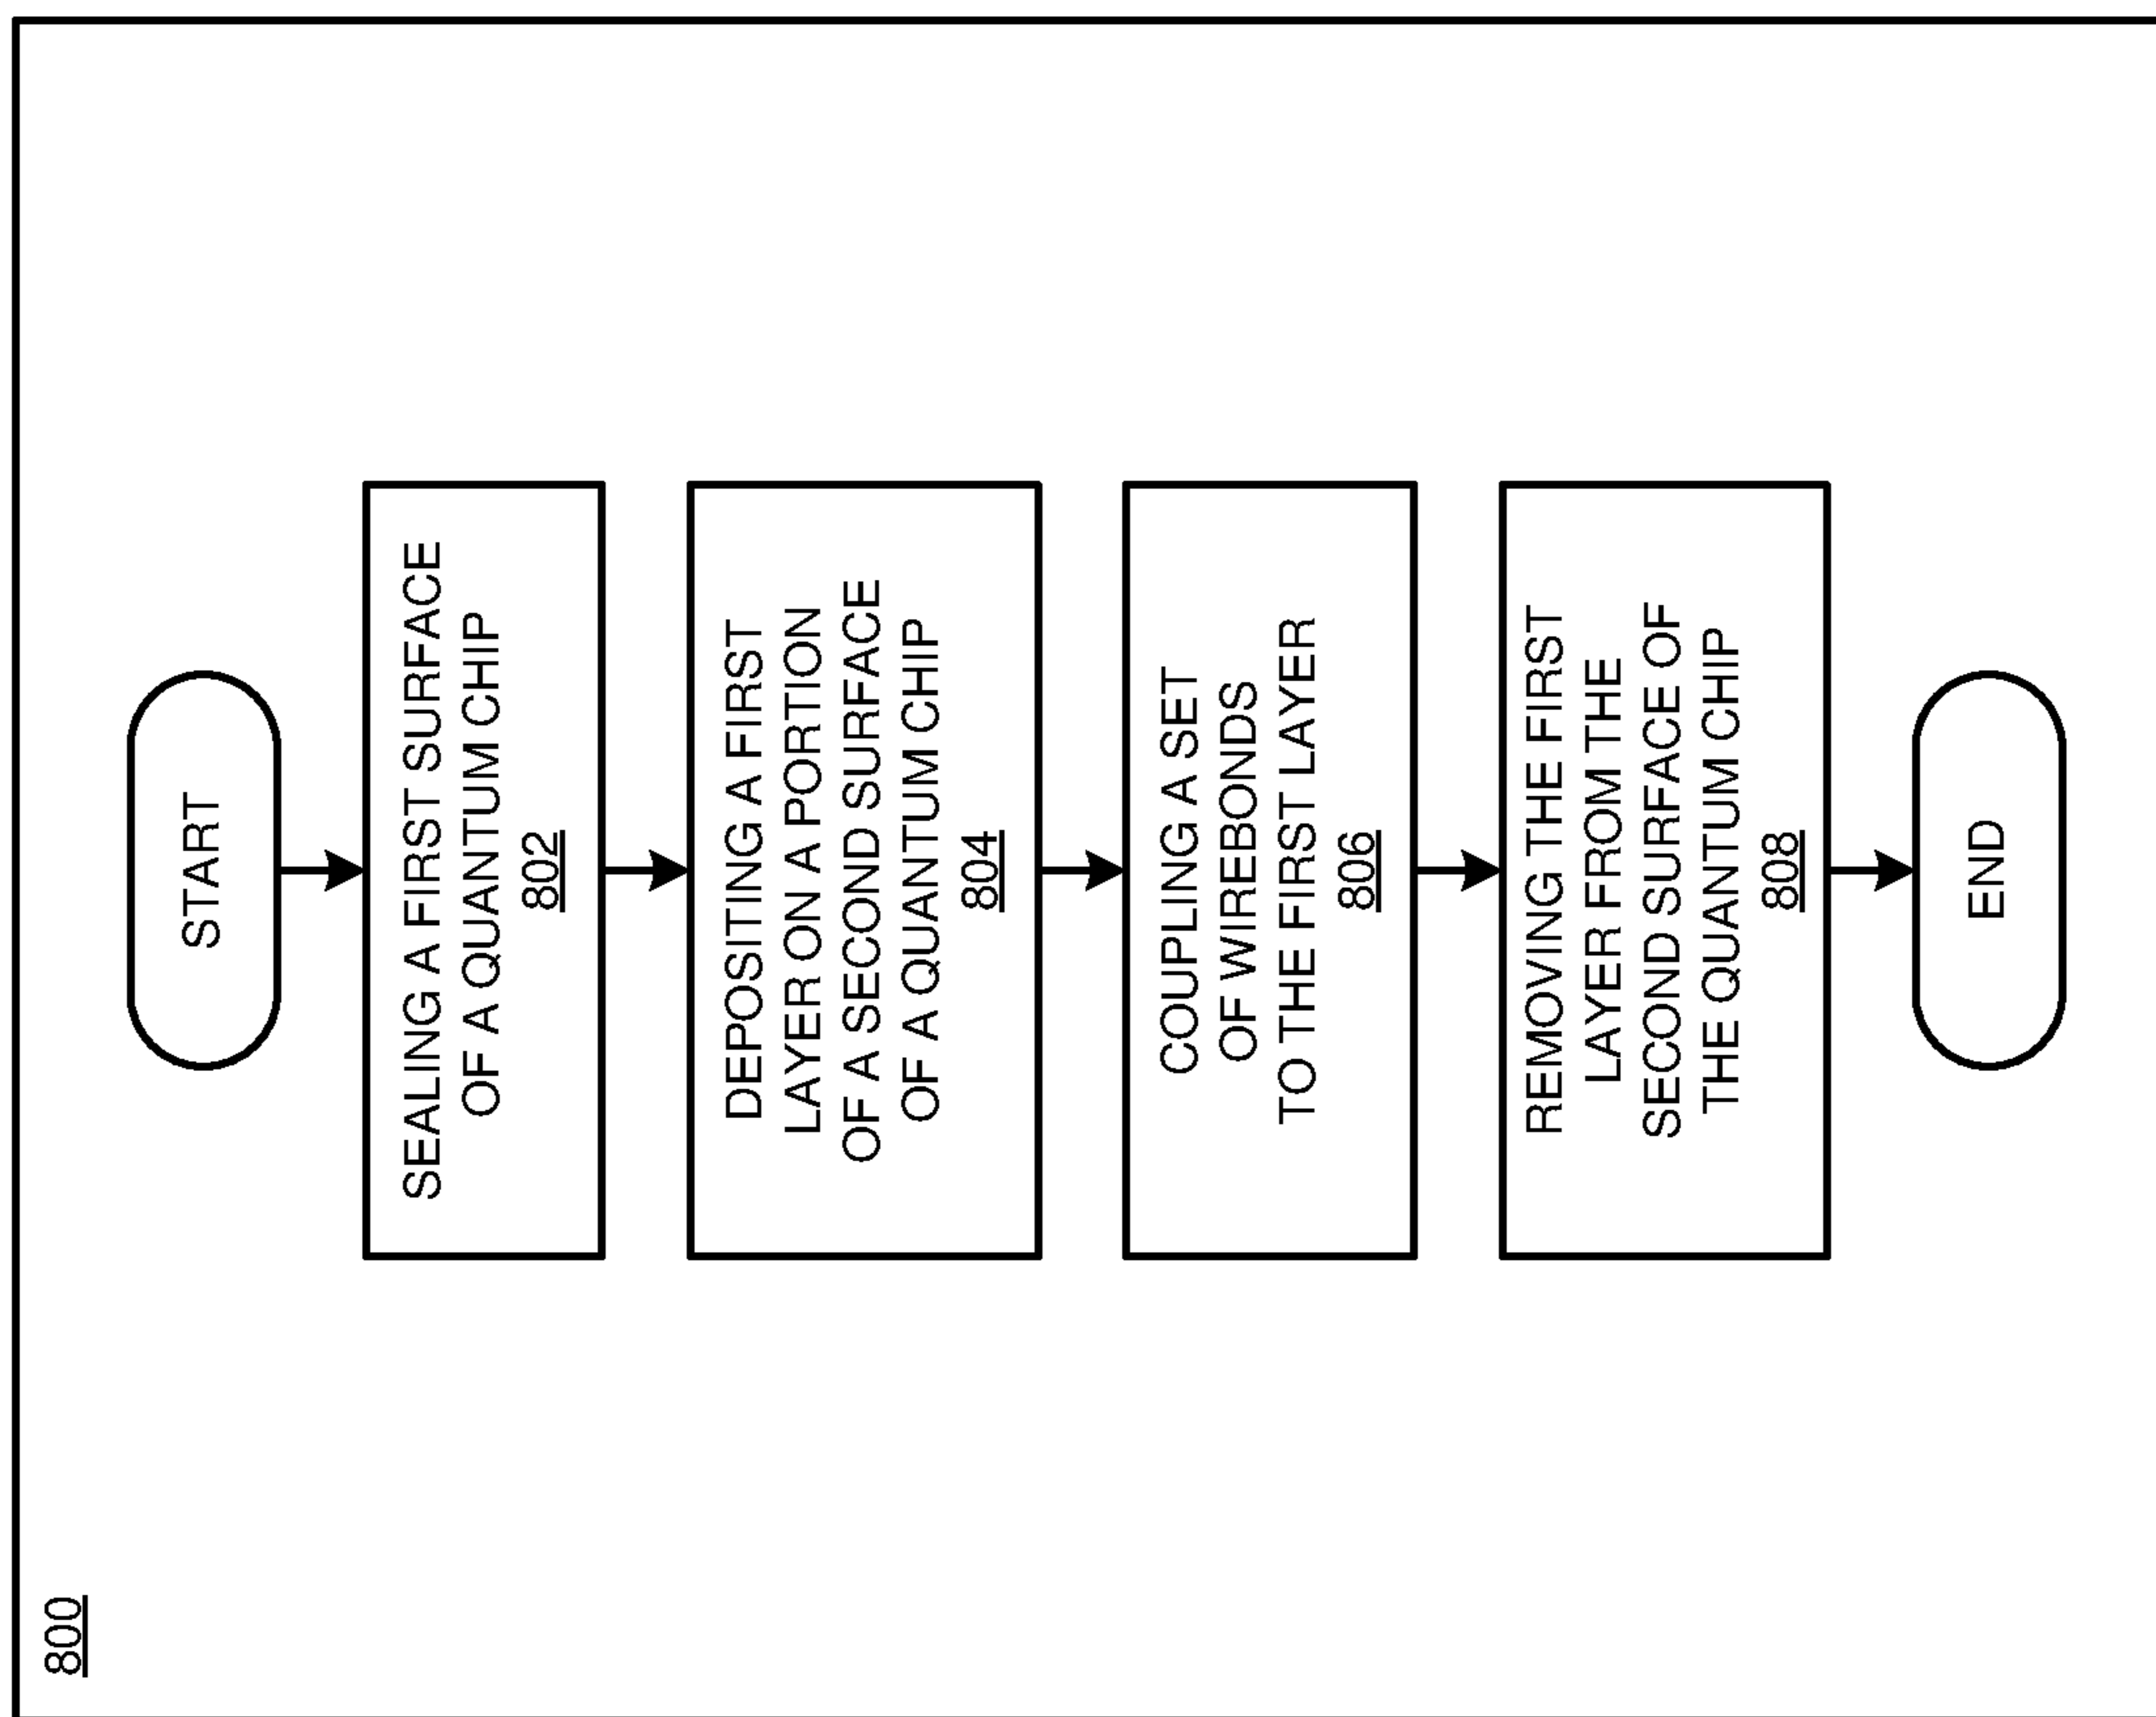 800
START
SEALING A FIRST SURFACE
OF A QUANTUM CHIP
802
DEPOSITING A FIRST
LAYER ON A PORTION
OF A SECOND SURFACE
OF A QUANTUM CHIP
804
COUPLING A SET
OF WIREBONDS
TO THE FIRST LAYER
806
REMOVING THE FIRST
LAYER FROM THE
SECOND SURFACE OF
THE QUANTUM CHIP
808
END